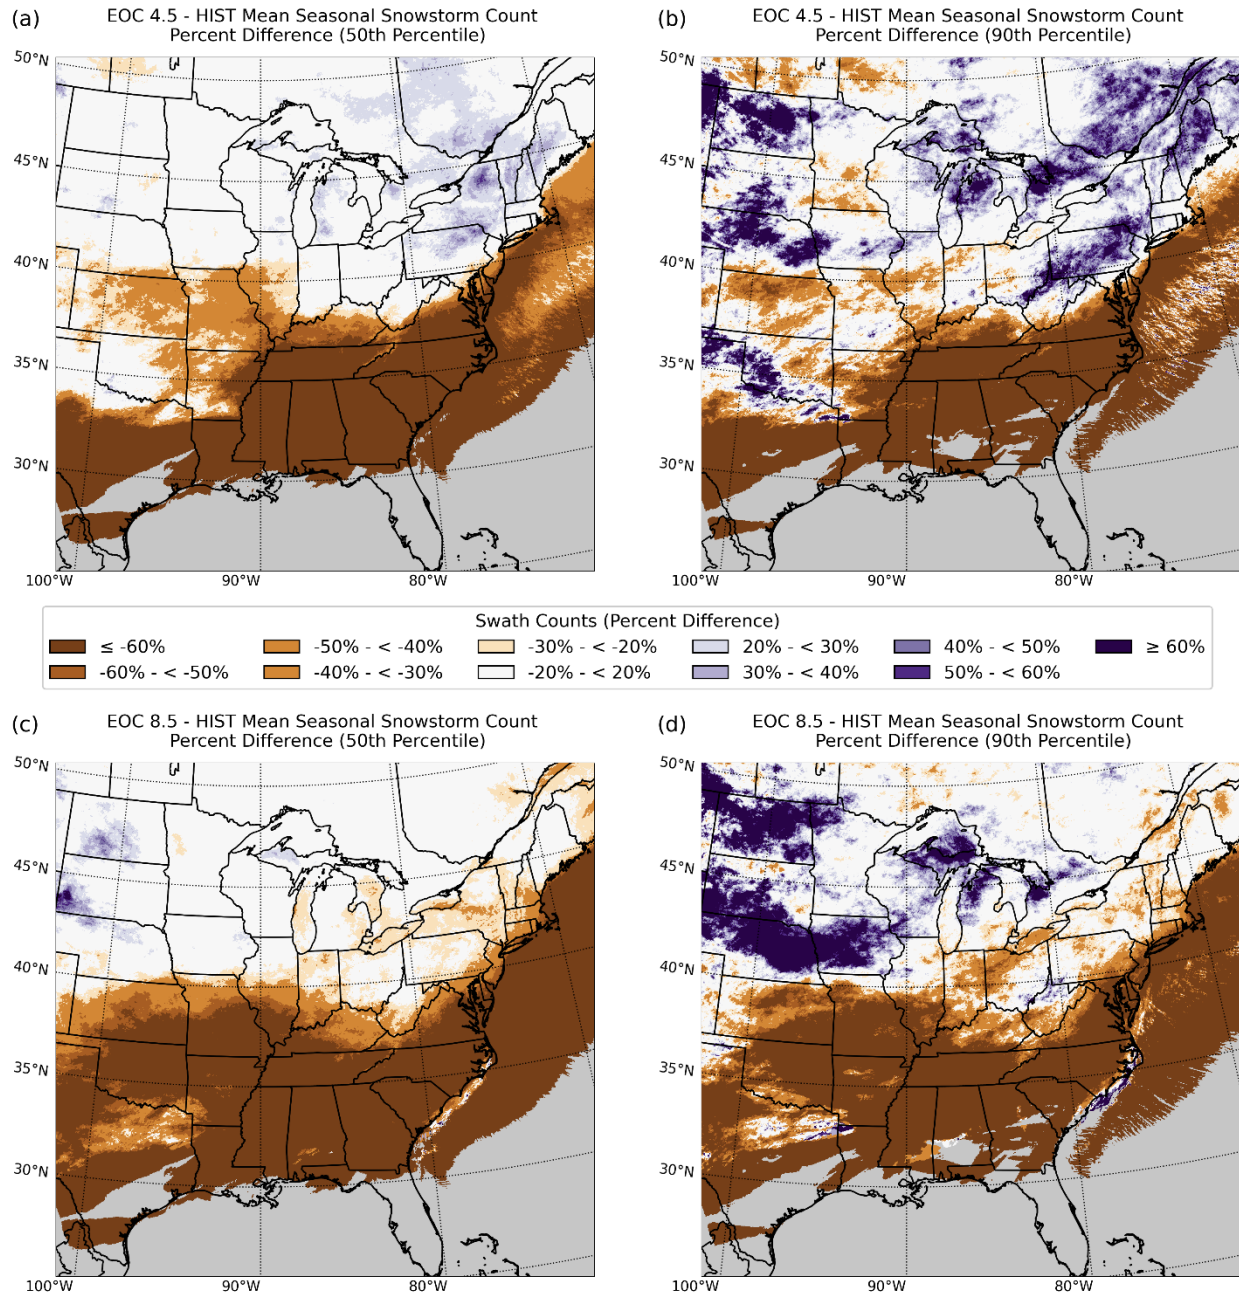 (a)
EOC 4.5 - HIST Mean Seasonal Snowstorm Count
Percent Difference (50th Percentile)
50°N
45°N
40°N
35°N
30°N
100°W
90°W
80°W
(b)
EOC 4.5 - HIST Mean Seasonal Snowstorm Count
Percent Difference (90th Percentile)
50°N
45°N
40°N
35°N
30°N
100°W
90°W
80°W
Swath Counts (Percent Difference)
≤ -60%
-60% - < -50%
-50% - < -40%
-40% - < -30%
-30% - < -20%
-20% - < 20%
20% - < 30%
30% - < 40%
40% - < 50%
50% - < 60%
≥ 60%
(c)
EOC 8.5 - HIST Mean Seasonal Snowstorm Count
Percent Difference (50th Percentile)
50°N
45°N
40°N
35°N
30°N
100°W
90°W
80°W
(d)
EOC 8.5 - HIST Mean Seasonal Snowstorm Count
Percent Difference (90th Percentile)
50°N
45°N
40°N
35°N
30°N
100°W
90°W
80°W